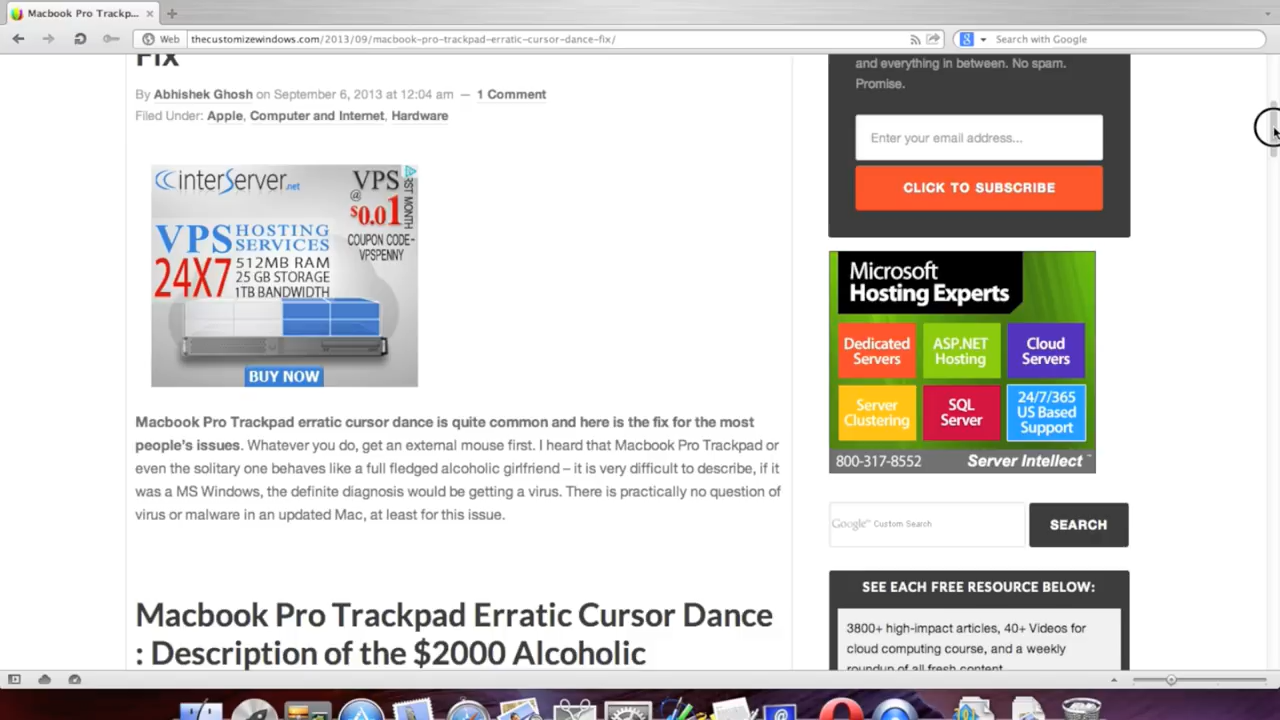 Macbook Pro Trackp...
Web
thecustomizewindows.com/2013/09/macbook-pro-trackpad-erratic-cursor-dance-fix/
Search with Google
Fix
By Abhishek Ghosh on September 6, 2013 at 12:04 am — 1 Comment
Filed Under: Apple, Computer and Internet, Hardware
interServer.net
VPS
@
$0.01
1ST MONTH
COUPON CODE-
VPSPENNY
VPS HOSTING
SERVICES
24X7
512MB RAM
25 GB STORAGE
1TB BANDWIDTH
BUY NOW
Macbook Pro Trackpad erratic cursor dance is quite common and here is the fix for the most
people's issues. Whatever you do, get an external mouse first. I heard that Macbook Pro Trackpad or
even the solitary one behaves like a full fledged alcoholic girlfriend – it is very difficult to describe, if it
was a MS Windows, the definite diagnosis would be getting a virus. There is practically no question of
virus or malware in an updated Mac, at least for this issue.
Macbook Pro Trackpad Erratic Cursor Dance
: Description of the $2000 Alcoholic
and everything in between. No spam.
Promise.
Enter your email address...
CLICK TO SUBSCRIBE
Microsoft
Hosting Experts
Dedicated
Servers
ASP.NET
Hosting
Cloud
Servers
Server
Clustering
SQL
Server
24/7/365
US Based
Support
800-317-8552
Server Intellect
Google™ Custom Search
SEARCH
SEE EACH FREE RESOURCE BELOW:
3800+ high-impact articles, 40+ Videos for
cloud computing course, and a weekly
roundup of all fresh content